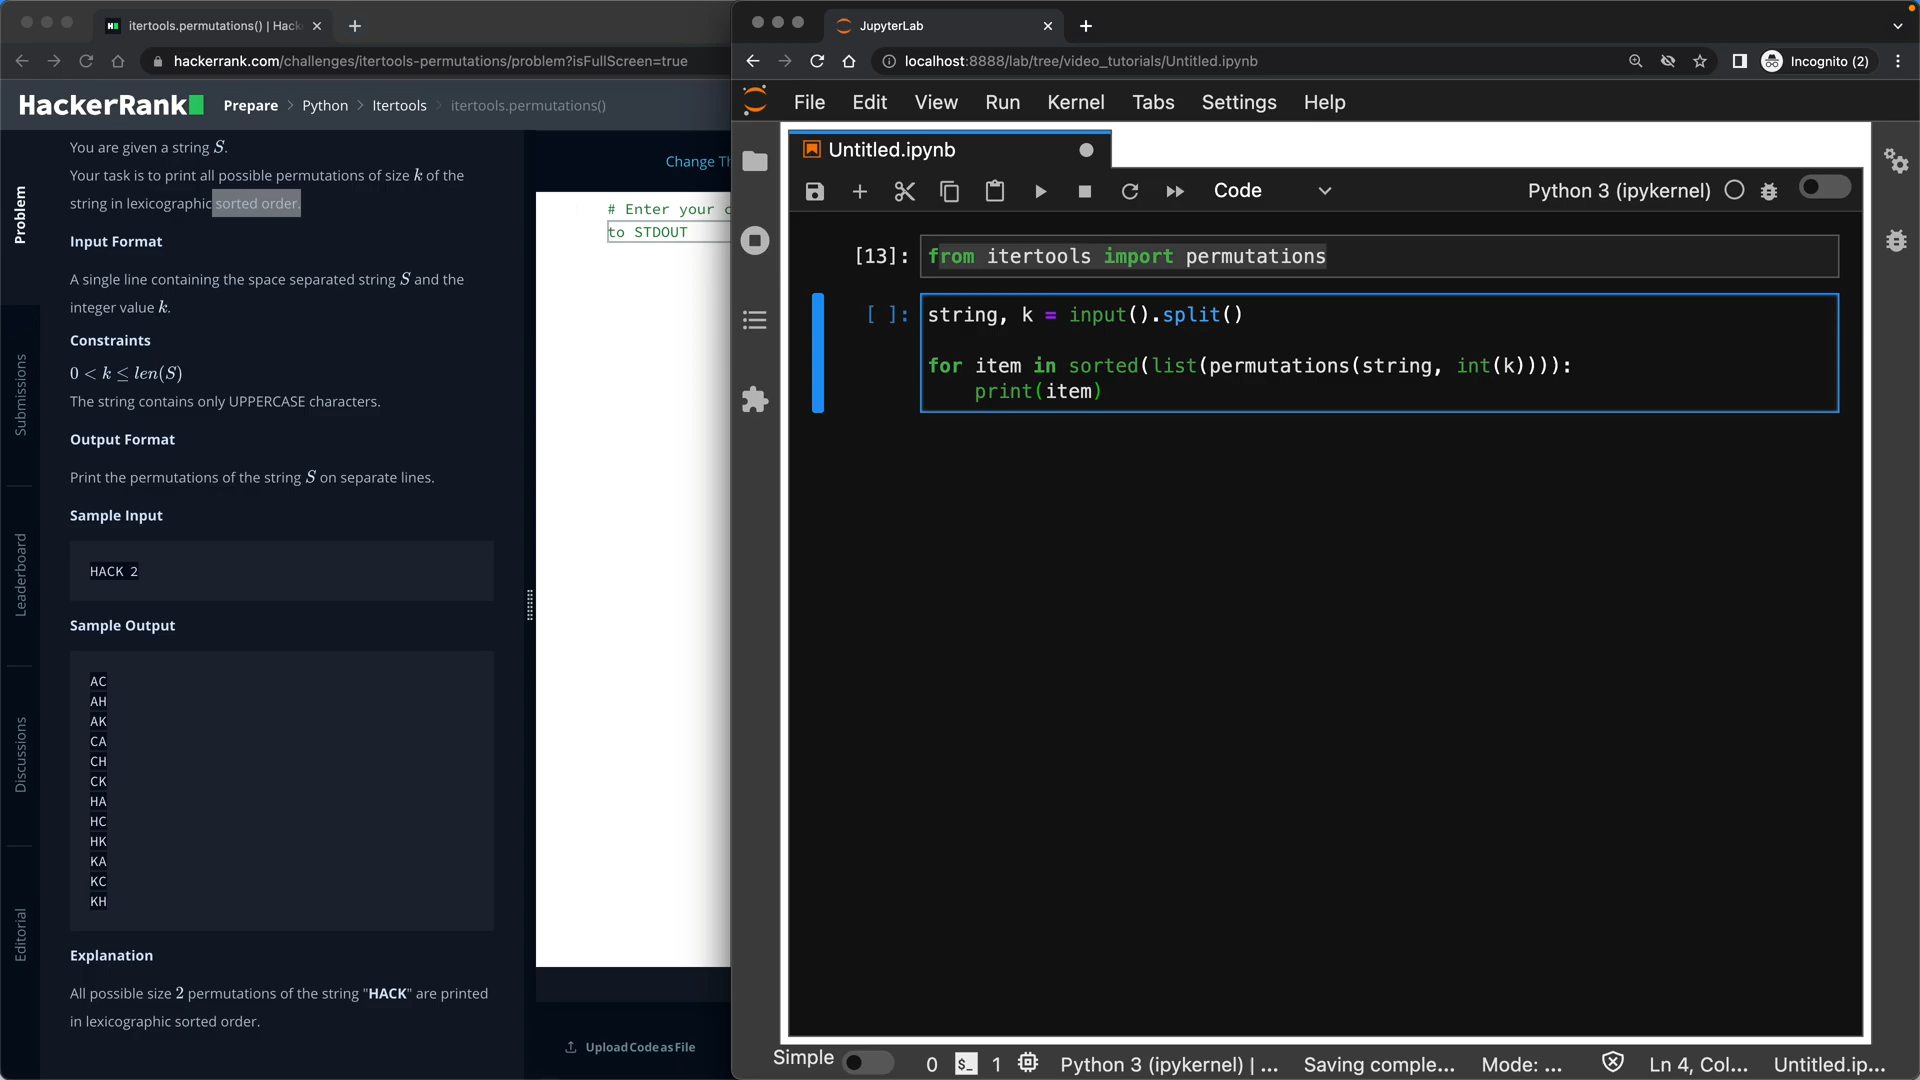 itertools.permutations() | Hack
hackerrank.com/challenges/itertools-permutations/problem?isFullScreen=true
HackerRank
Prepare > Python > Itertools > itertools.permutations()
Problem
Submissions
Leaderboard
Discussions
Editorial
You are given a string S.
Your task is to print all possible permutations of size k of the
string in lexicographic sorted order.
Input Format
A single line containing the space separated string S and the
integer value k.
Constraints
0 < k ≤ len(S)
The string contains only UPPERCASE characters.
Output Format
Print the permutations of the string S on separate lines.
Sample Input
HACK 2
Sample Output
AC
AH
AK
CA
CH
CK
HA
HC
HK
KA
KC
KH
Explanation
All possible size 2 permutations of the string "HACK" are printed
in lexicographic sorted order.
Change Th
# Enter your c
to STDOUT
Upload Code as File
JupyterLab
localhost:8888/lab/tree/video_tutorials/Untitled.ipynb
Incognito (2)
File Edit View Run Kernel Tabs Settings Help
Untitled.ipynb
Code
Python 3 (ipykernel)
[13]: from itertools import permutations
[ ]: string, k = input().split()
for item in sorted(list(permutations(string, int(k)))):
print(item)
Simple 0 $_ 1 Python 3 (ipykernel) | ... Saving comple... Mode: ... Ln 4, Col... Untitled.ip...